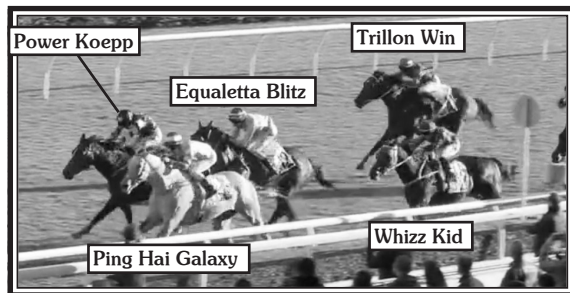 Trillon Win
Power Koepp
Equaletta Blitz
Whizz Kid
Ping Hai Galaxy